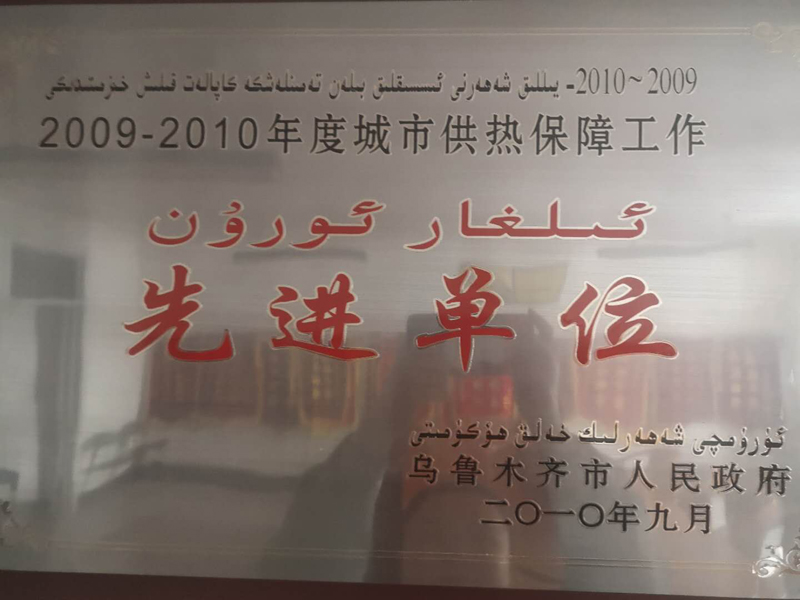 2009~2010-يىللىق شەھەرنى ئىسسىقلىق بىلەن تەمىنلەشكە كاپالەت قىلىش خىزمىتىدىكى
2009-2010年度城市供热保障工作
ئىلغار ئورۇن
先进单位
ئۈرۈمچى شەھەرلىك خەلق ھۆكۈمىتى
乌鲁木齐市人民政府
二〇一〇年九月